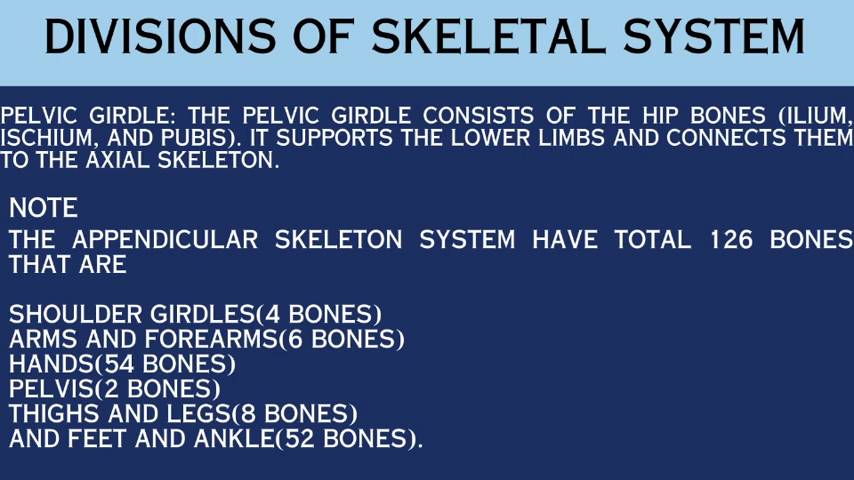 DIVISIONS OF SKELETAL SYSTEM
PELVIC GIRDLE: THE PELVIC GIRDLE CONSISTS OF THE HIP BONES (ILIUM,
ISCHIUM, AND PUBIS). IT SUPPORTS THE LOWER LIMBS AND CONNECTS THEM
TO THE AXIAL SKELETON.
NOTE
THE APPENDICULAR SKELETON SYSTEM HAVE TOTAL 126 BONES
THAT ARE
SHOULDER GIRDLES(4 BONES)
ARMS AND FOREARMS(6 BONES)
HANDS(54 BONES)
PELVIS(2 BONES)
THIGHS AND LEGS(8 BONES)
AND FEET AND ANKLE(52 BONES).